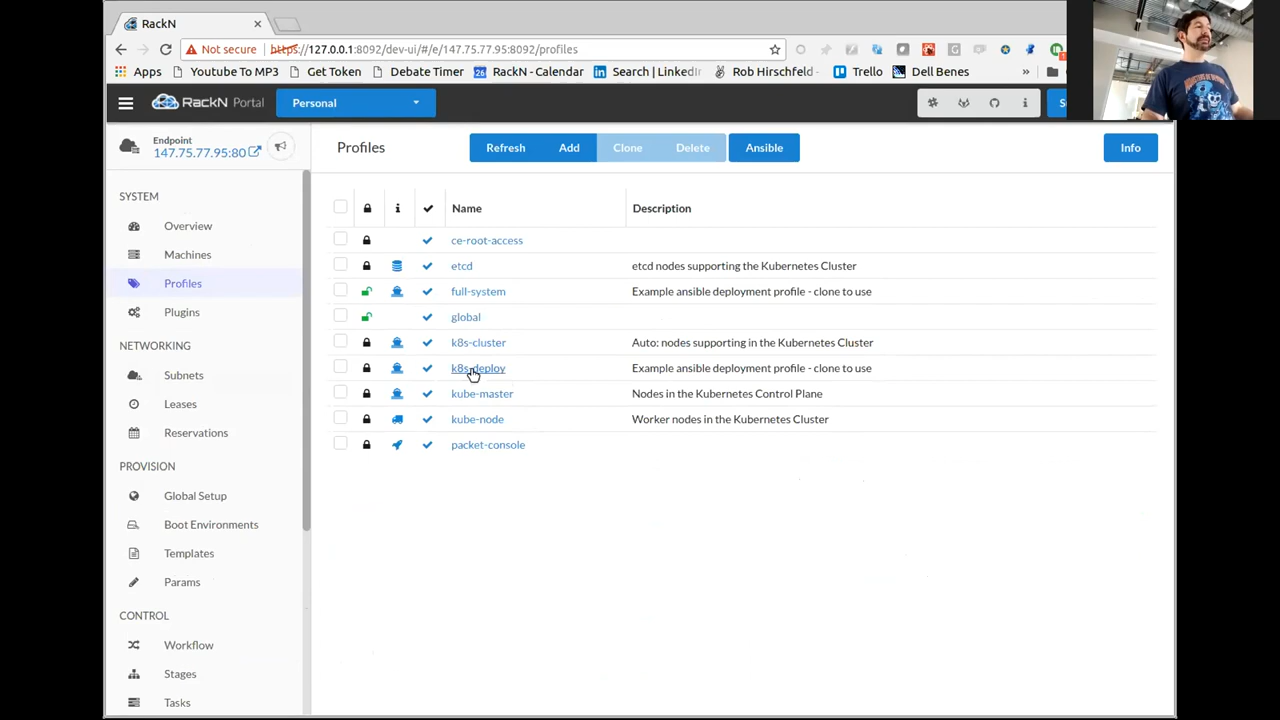 RackN
Not secure https://127.0.0.1:8092/dev-ui/#/e/147.75.77.95:8092/profiles
Apps Youtube To MP3 Get Token Debate Timer RackN - Calendar Search | LinkedI Rob Hirschfeld - Trello Dell Benes »
RackN Portal Personal
Endpoint
147.75.77.95:80
Profiles Refresh Add Clone Delete Ansible Info
SYSTEM
Overview
Machines
Profiles
Plugins
NETWORKING
Subnets
Leases
Reservations
PROVISION
Global Setup
Boot Environments
Templates
Params
CONTROL
Workflow
Stages
Tasks
Name Description
ce-root-access
etcd etcd nodes supporting the Kubernetes Cluster
full-system Example ansible deployment profile - clone to use
global
k8s-cluster Auto: nodes supporting in the Kubernetes Cluster
k8s-deploy Example ansible deployment profile - clone to use
kube-master Nodes in the Kubernetes Control Plane
kube-node Worker nodes in the Kubernetes Cluster
packet-console